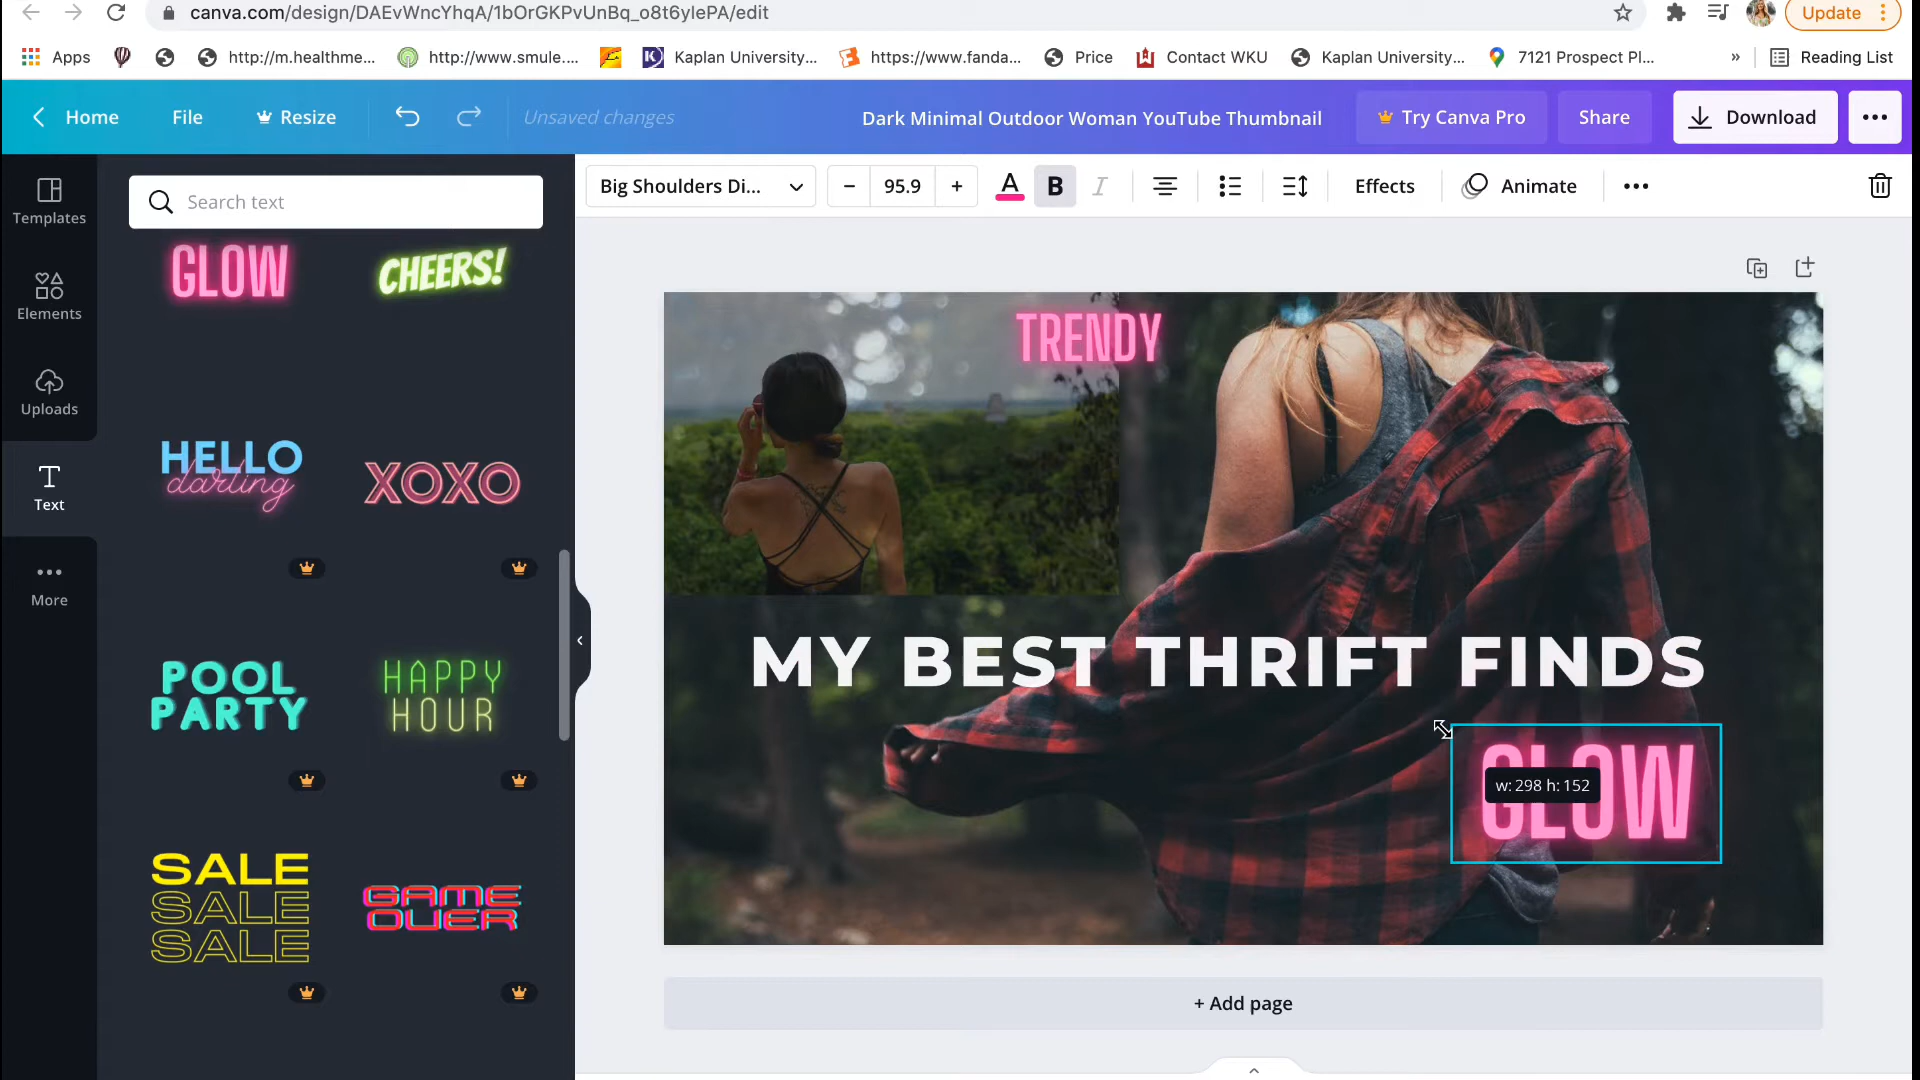 canva.com/design/DAEvWncYhqA/1bOrGKPvUnBq_o8t6ylePA/edit
Update
Apps
http://m.healthme...
http://www.smule....
Kaplan University...
https://www.fanda...
Price
Contact WKU
Kaplan University...
7121 Prospect Pl...
»
Reading List
Home
File
Resize
Unsaved changes
Dark Minimal Outdoor Woman YouTube Thumbnail
Try Canva Pro
Share
Download
Templates
Elements
Uploads
Text
More
Search text
GLOW
CHEERS!
HELLO
darling
XOXO
POOL
PARTY
HAPPY
HOUR
SALE
SALE
SALE
GAME
OVER
Big Shoulders Di...
− 95.9 +
A
B
I
Effects
Animate
TRENDY
MY BEST THRIFT FINDS
GLOW
w: 298 h: 152
+ Add page